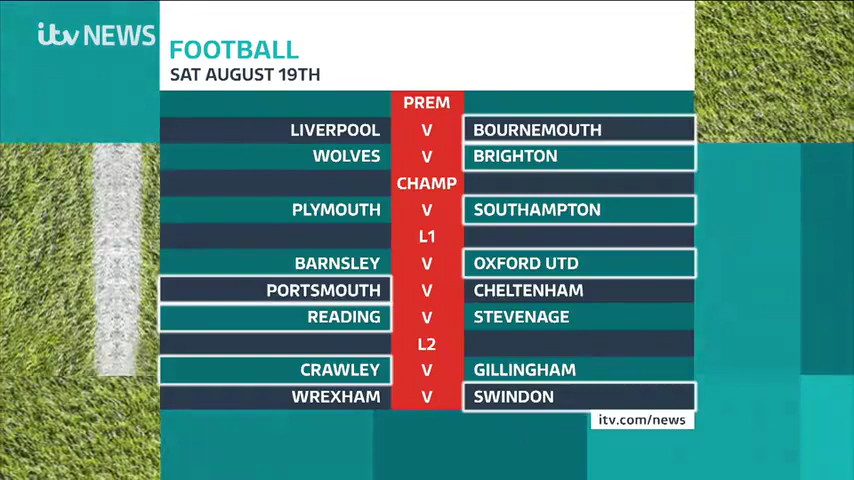 itv NEWS
FOOTBALL
SAT AUGUST 19TH
PREM
LIVERPOOL V BOURNEMOUTH
WOLVES V BRIGHTON
CHAMP
PLYMOUTH V SOUTHAMPTON
L1
BARNSLEY V OXFORD UTD
PORTSMOUTH V CHELTENHAM
READING V STEVENAGE
L2
CRAWLEY V GILLINGHAM
WREXHAM V SWINDON
itv.com/news